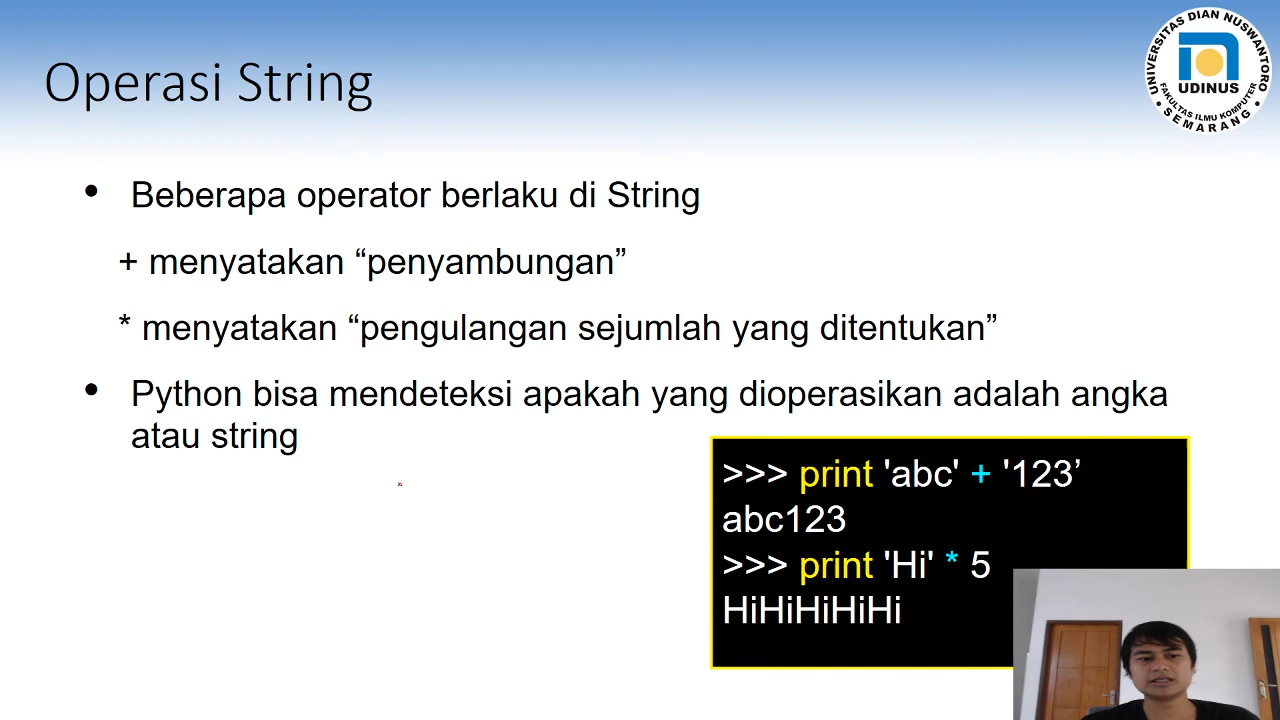 Operasi String
UNIVERSITAS DIAN NUSWANTORO
UDINUS
FAKULTAS ILMU KOMPUTER
• SEMARANG •
• Beberapa operator berlaku di String
+ menyatakan “penyambungan”
* menyatakan “pengulangan sejumlah yang ditentukan”
• Python bisa mendeteksi apakah yang dioperasikan adalah angka
atau string
>>> print 'abc' + '123’
abc123
>>> print 'Hi' * 5
HiHiHiHiHi